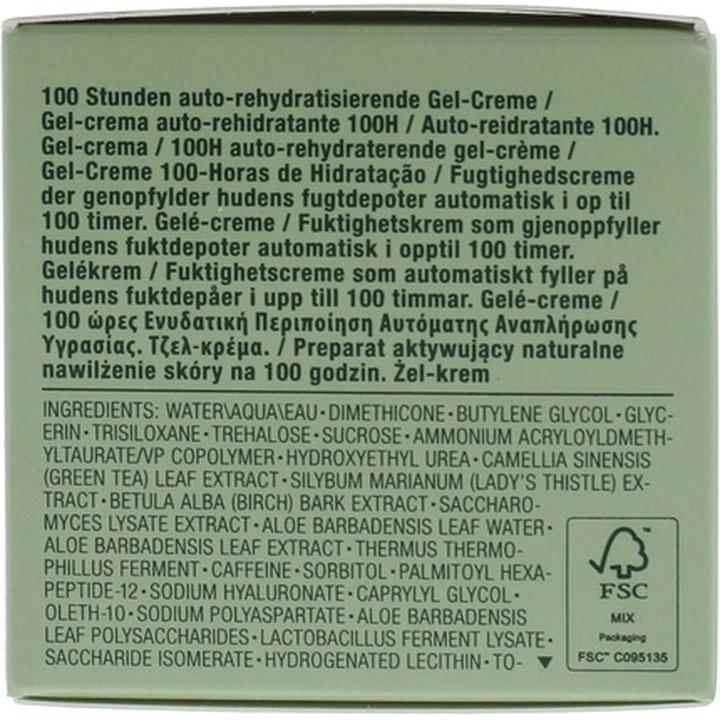 100 Stunden auto-rehydratisierende Gel-Creme /
Gel-crema auto-rehidratante 100H / Auto-reidratante 100H.
Gel-crema / 100H auto-rehydraterende gel-crème /
Gel-Creme 100-Horas de Hidratação / Fugtighedscreme
der genopfylder hudens fugtdepoter automatisk i op til
100 timer. Gelé-creme / Fuktighetskrem som gjenoppfyller
hudens fuktdepoter automatisk i opptil 100 timer.
Gelékrem / Fuktighetscreme som automatiskt fyller på
hudens fuktdepåer i upp till 100 timmar. Gelé-creme /
100 ώρες Ενυδατική Περιποίηση Αυτόματης Αναπλήρωσης
Υγρασίας. Τζελ-κρέμα. / Preparat aktywujący naturalne
nawilżenie skóry na 100 godzin. Żel-krem
INGREDIENTS: WATER\AQUA\EAU • DIMETHICONE • BUTYLENE GLYCOL • GLYC-
ERIN • TRISILOXANE • TREHALOSE • SUCROSE • AMMONIUM ACRYLOYLDMETH-
YLTAURATE/VP COPOLYMER • HYDROXYETHYL UREA • CAMELLIA SINENSIS
(GREEN TEA) LEAF EXTRACT • SILYBUM MARIANUM (LADY'S THISTLE) EX-
TRACT • BETULA ALBA (BIRCH) BARK EXTRACT • SACCHARO-
MYCES LYSATE EXTRACT • ALOE BARBADENSIS LEAF WATER •
ALOE BARBADENSIS LEAF EXTRACT • THERMUS THERMO-
PHILLUS FERMENT • CAFFEINE • SORBITOL • PALMITOYL HEXA-
PEPTIDE-12 • SODIUM HYALURONATE • CAPRYLYL GLYCOL •
OLETH-10 • SODIUM POLYASPARTATE • ALOE BARBADENSIS
LEAF POLYSACCHARIDES • LACTOBACILLUS FERMENT LYSATE •
SACCHARIDE ISOMERATE • HYDROGENATED LECITHIN • TO- ▼
™
FSC
MIX
Packaging
FSC™ C095135